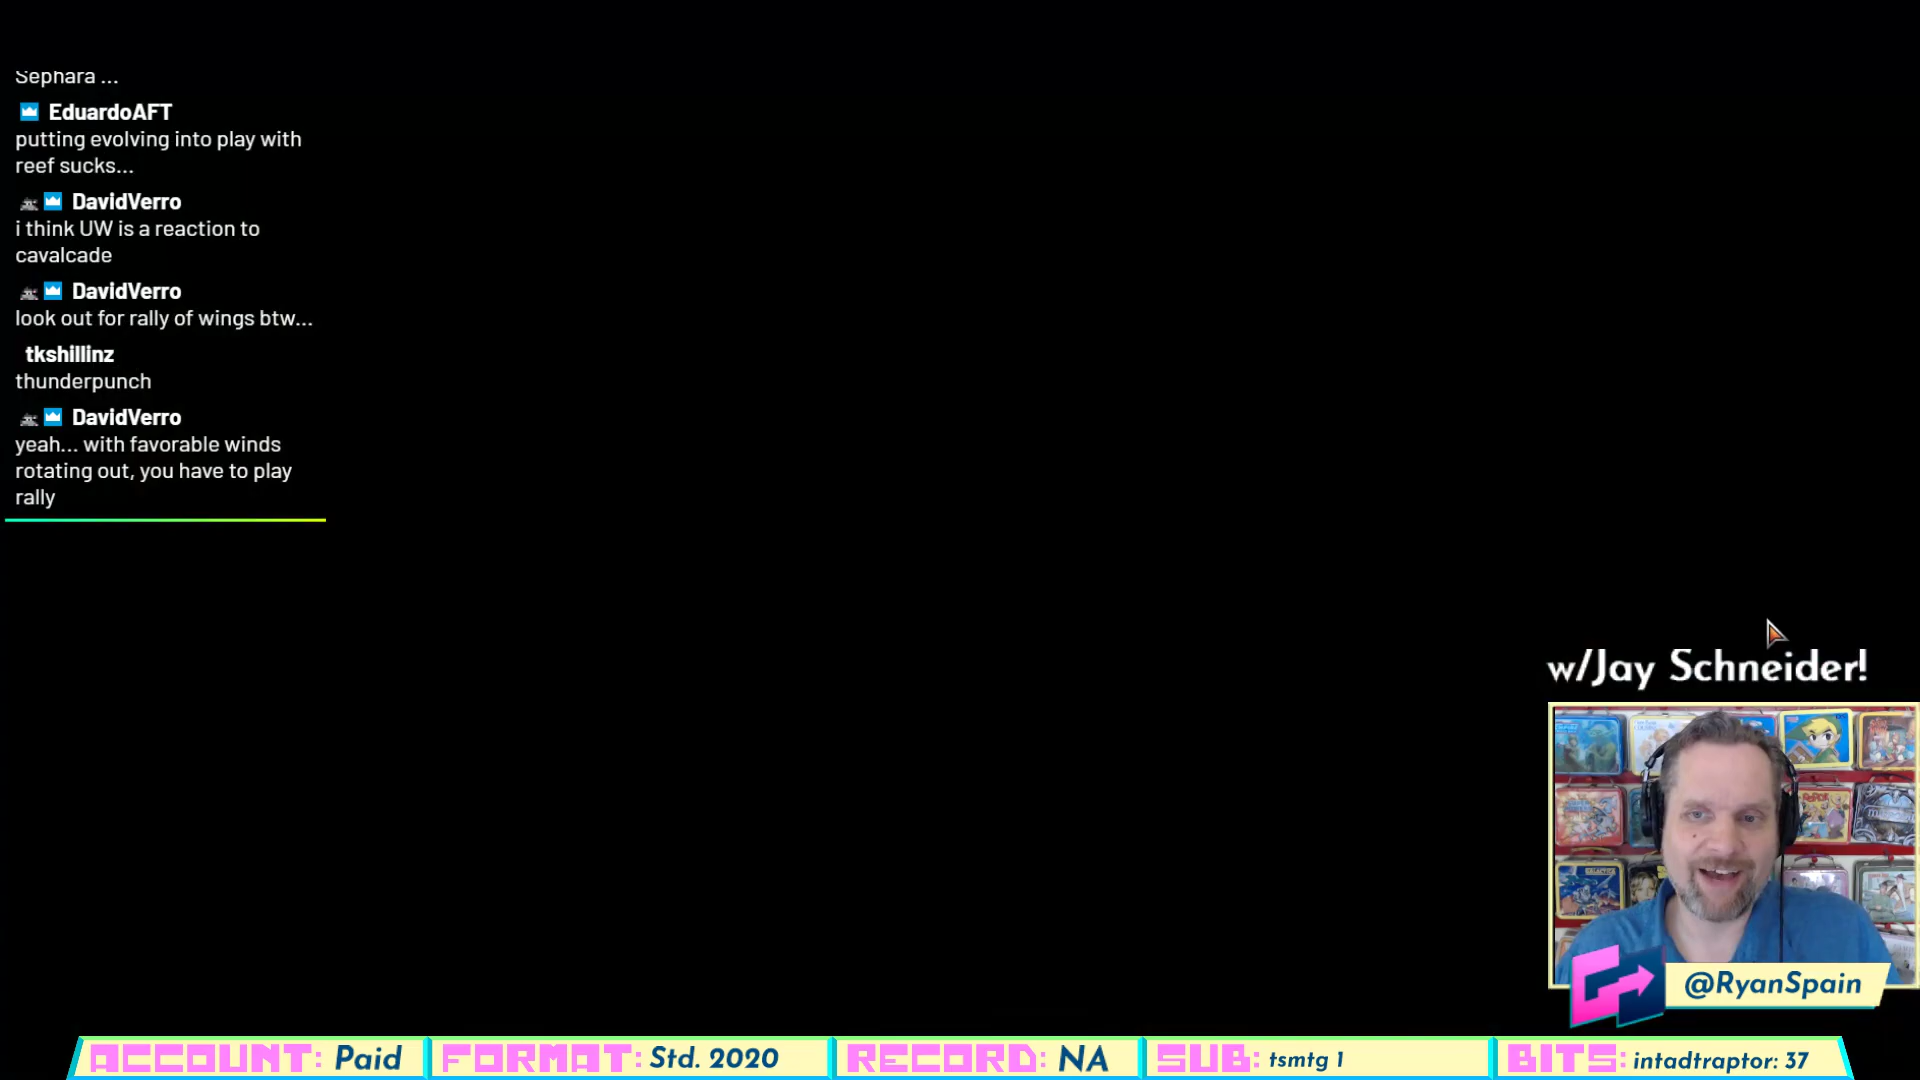 Sephara ...
EduardoAFT
putting evolving into play with
reef sucks...
DavidVerro
i think UW is a reaction to
cavalcade
DavidVerro
look out for rally of wings btw...
tkshillinz
thunderpunch
DavidVerro
yeah... with favorable winds
rotating out, you have to play
rally
w/Jay Schneider!
GALACTICA
@RyanSpain
ACCOUNT: Paid
FORMAT: Std. 2020
RECORD: NA
SUB: tsmtg 1
BITS: intadtraptor: 37